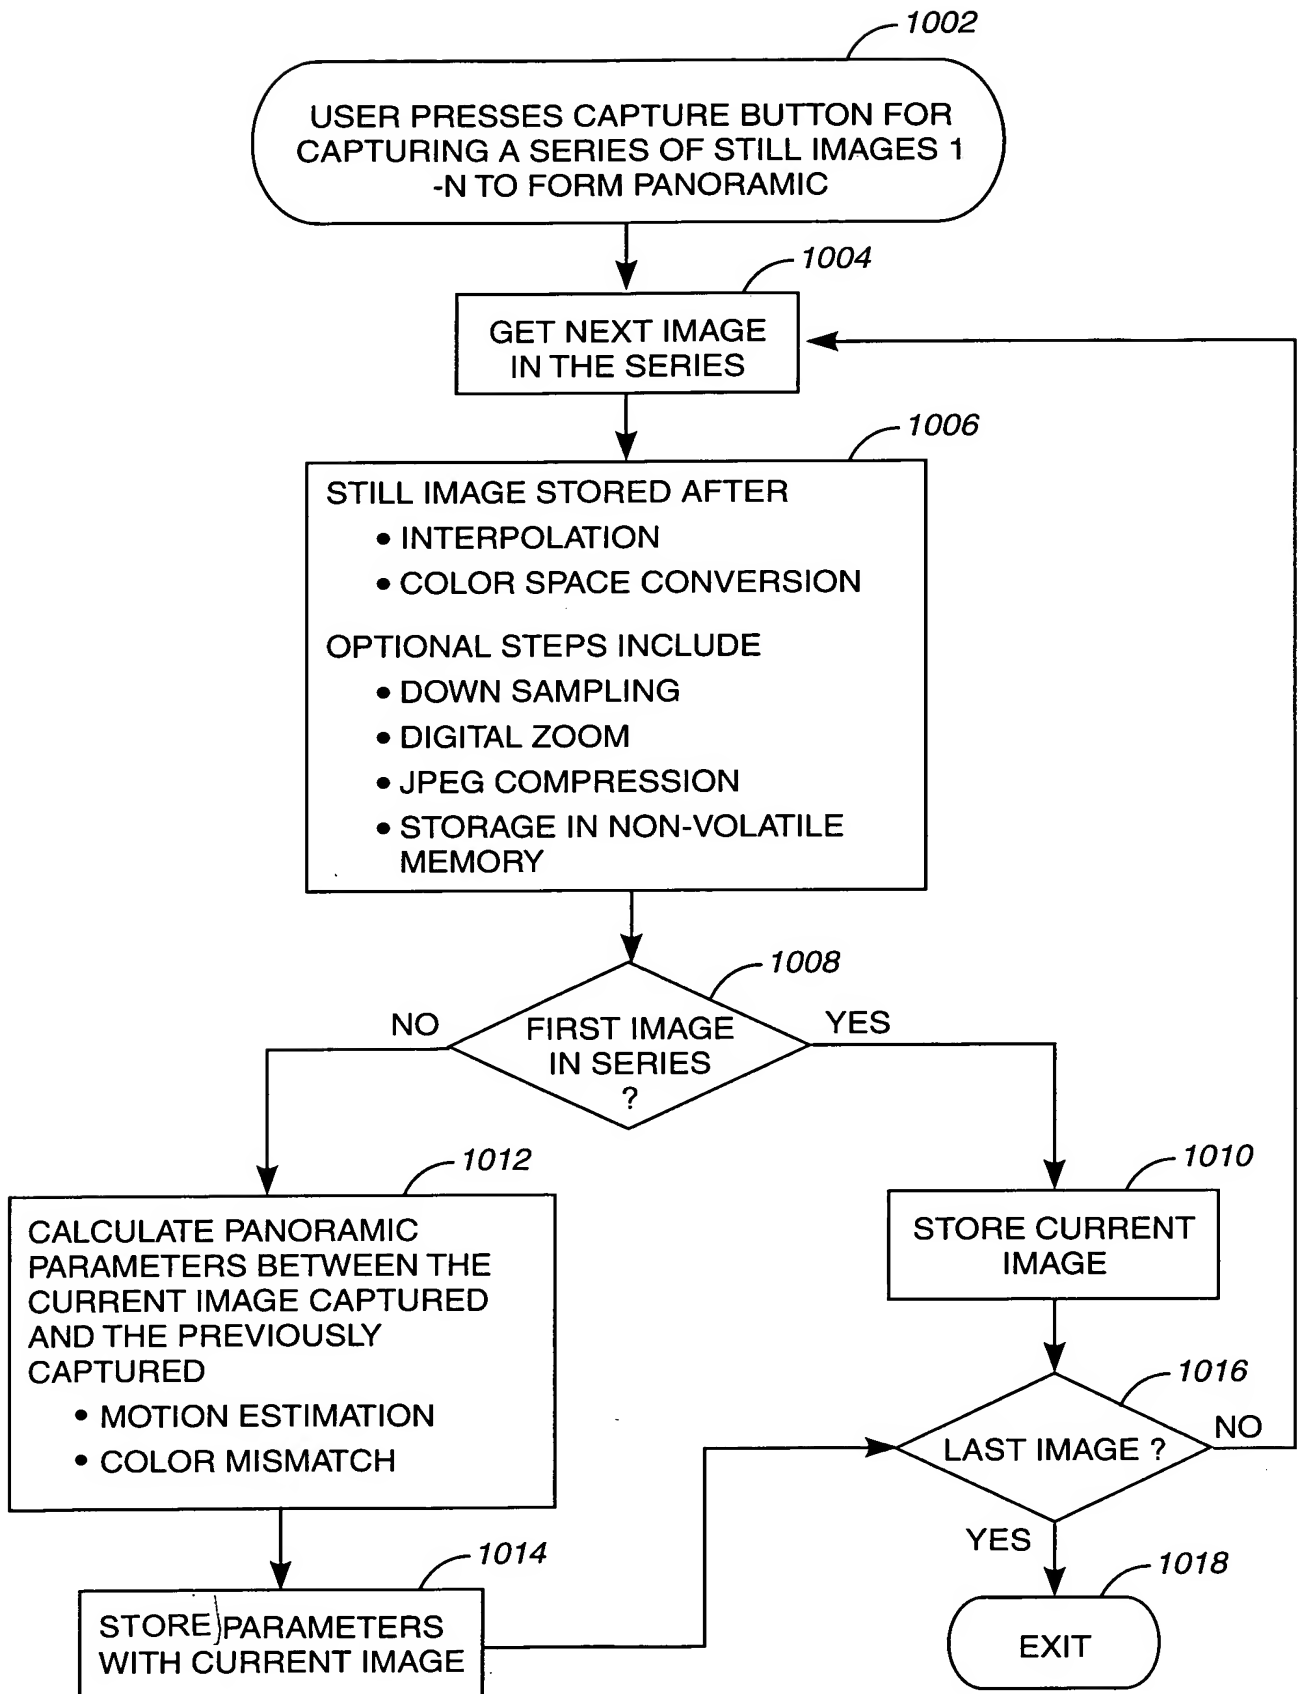 1002
USER PRESSES CAPTURE BUTTON FOR
CAPTURING A SERIES OF STILL IMAGES 1
-N TO FORM PANORAMIC
1004
GET NEXT IMAGE
IN THE SERIES
1006
STILL IMAGE STORED AFTER
• INTERPOLATION
• COLOR SPACE CONVERSION
OPTIONAL STEPS INCLUDE
• DOWN SAMPLING
• DIGITAL ZOOM
• JPEG COMPRESSION
• STORAGE IN NON-VOLATILE
MEMORY
1008
NO
FIRST IMAGE
IN SERIES
?
YES
1012
CALCULATE PANORAMIC
PARAMETERS BETWEEN THE
CURRENT IMAGE CAPTURED
AND THE PREVIOUSLY
CAPTURED
• MOTION ESTIMATION
• COLOR MISMATCH
1010
STORE CURRENT
IMAGE
1016
LAST IMAGE ?
NO
YES
1014
STORE PARAMETERS
WITH CURRENT IMAGE
1018
EXIT